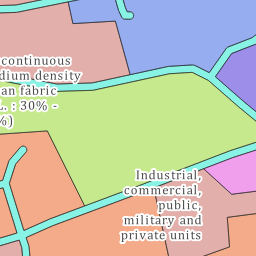 continuous
dium density
an fabric
L. : 30% -
%)
Industrial,
commercial,
public,
military and
private units